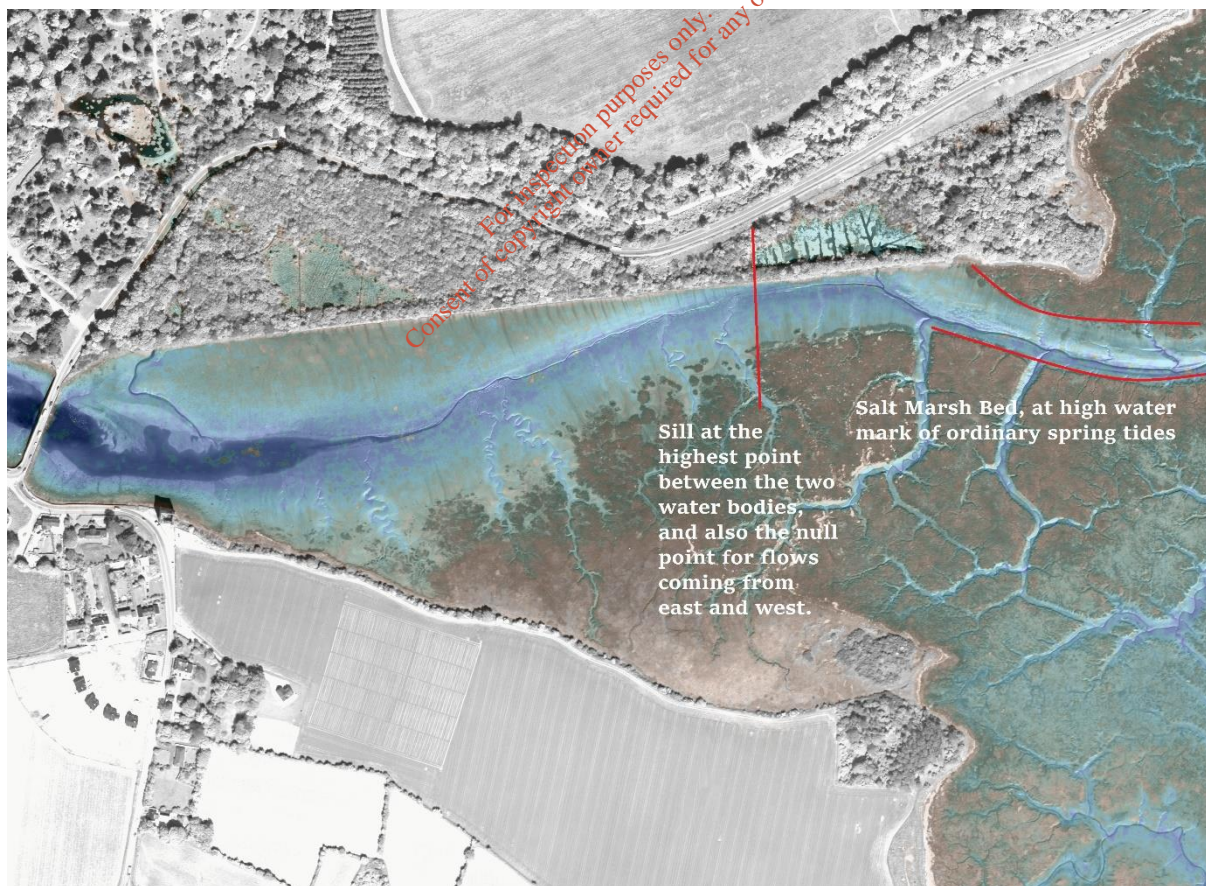 For inspection purposes only.
Consent of copyright owner required for any
Salt Marsh Bed, at high water
mark of ordinary spring tides
Sill at the
highest point
between the two
water bodies,
and also the null
point for flows
coming from
east and west.